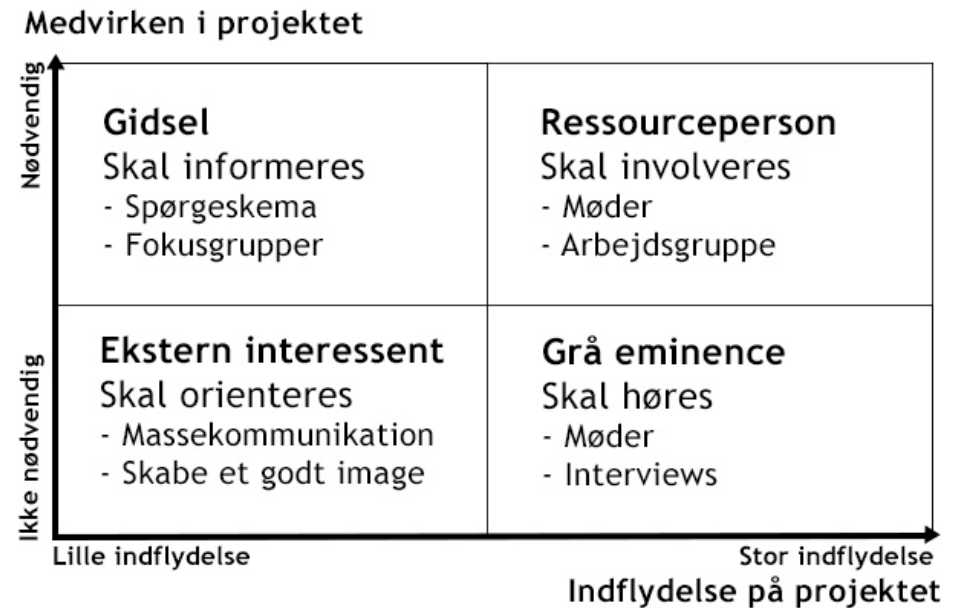 Medvirken i projektet
Nødvendig
Gidsel
Skal informeres
- Spørgeskema
- Fokusgrupper
Ressourceperson
Skal involveres
- Møder
- Arbejdsgruppe
Ikke nødvendig
Ekstern interessent
Skal orienteres
- Massekommunikation
- Skabe et godt image
Grå eminence
Skal høres
- Møder
- Interviews
Lille indflydelse
Stor indflydelse
Indflydelse på projektet